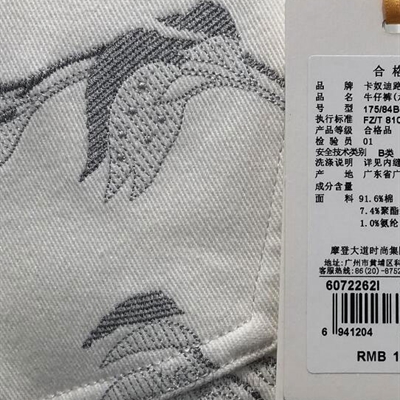 合格
品 牌 卡奴迪路
品 名 牛仔裤(
号 型 175/84B
执行标准 FZ/T 810
产品等级 合格品
检 验 员 01
安全技术类别 B类
洗涤说明 详见内缝
产 地 广东省广
成分含量
面 料 91.6%棉
7.4%聚酯
1.0%氨纶
摩登大道时尚集团
地址:广州市黄埔区科
客服热线:86(20)-8752
6072262I
6 941204
RMB 1